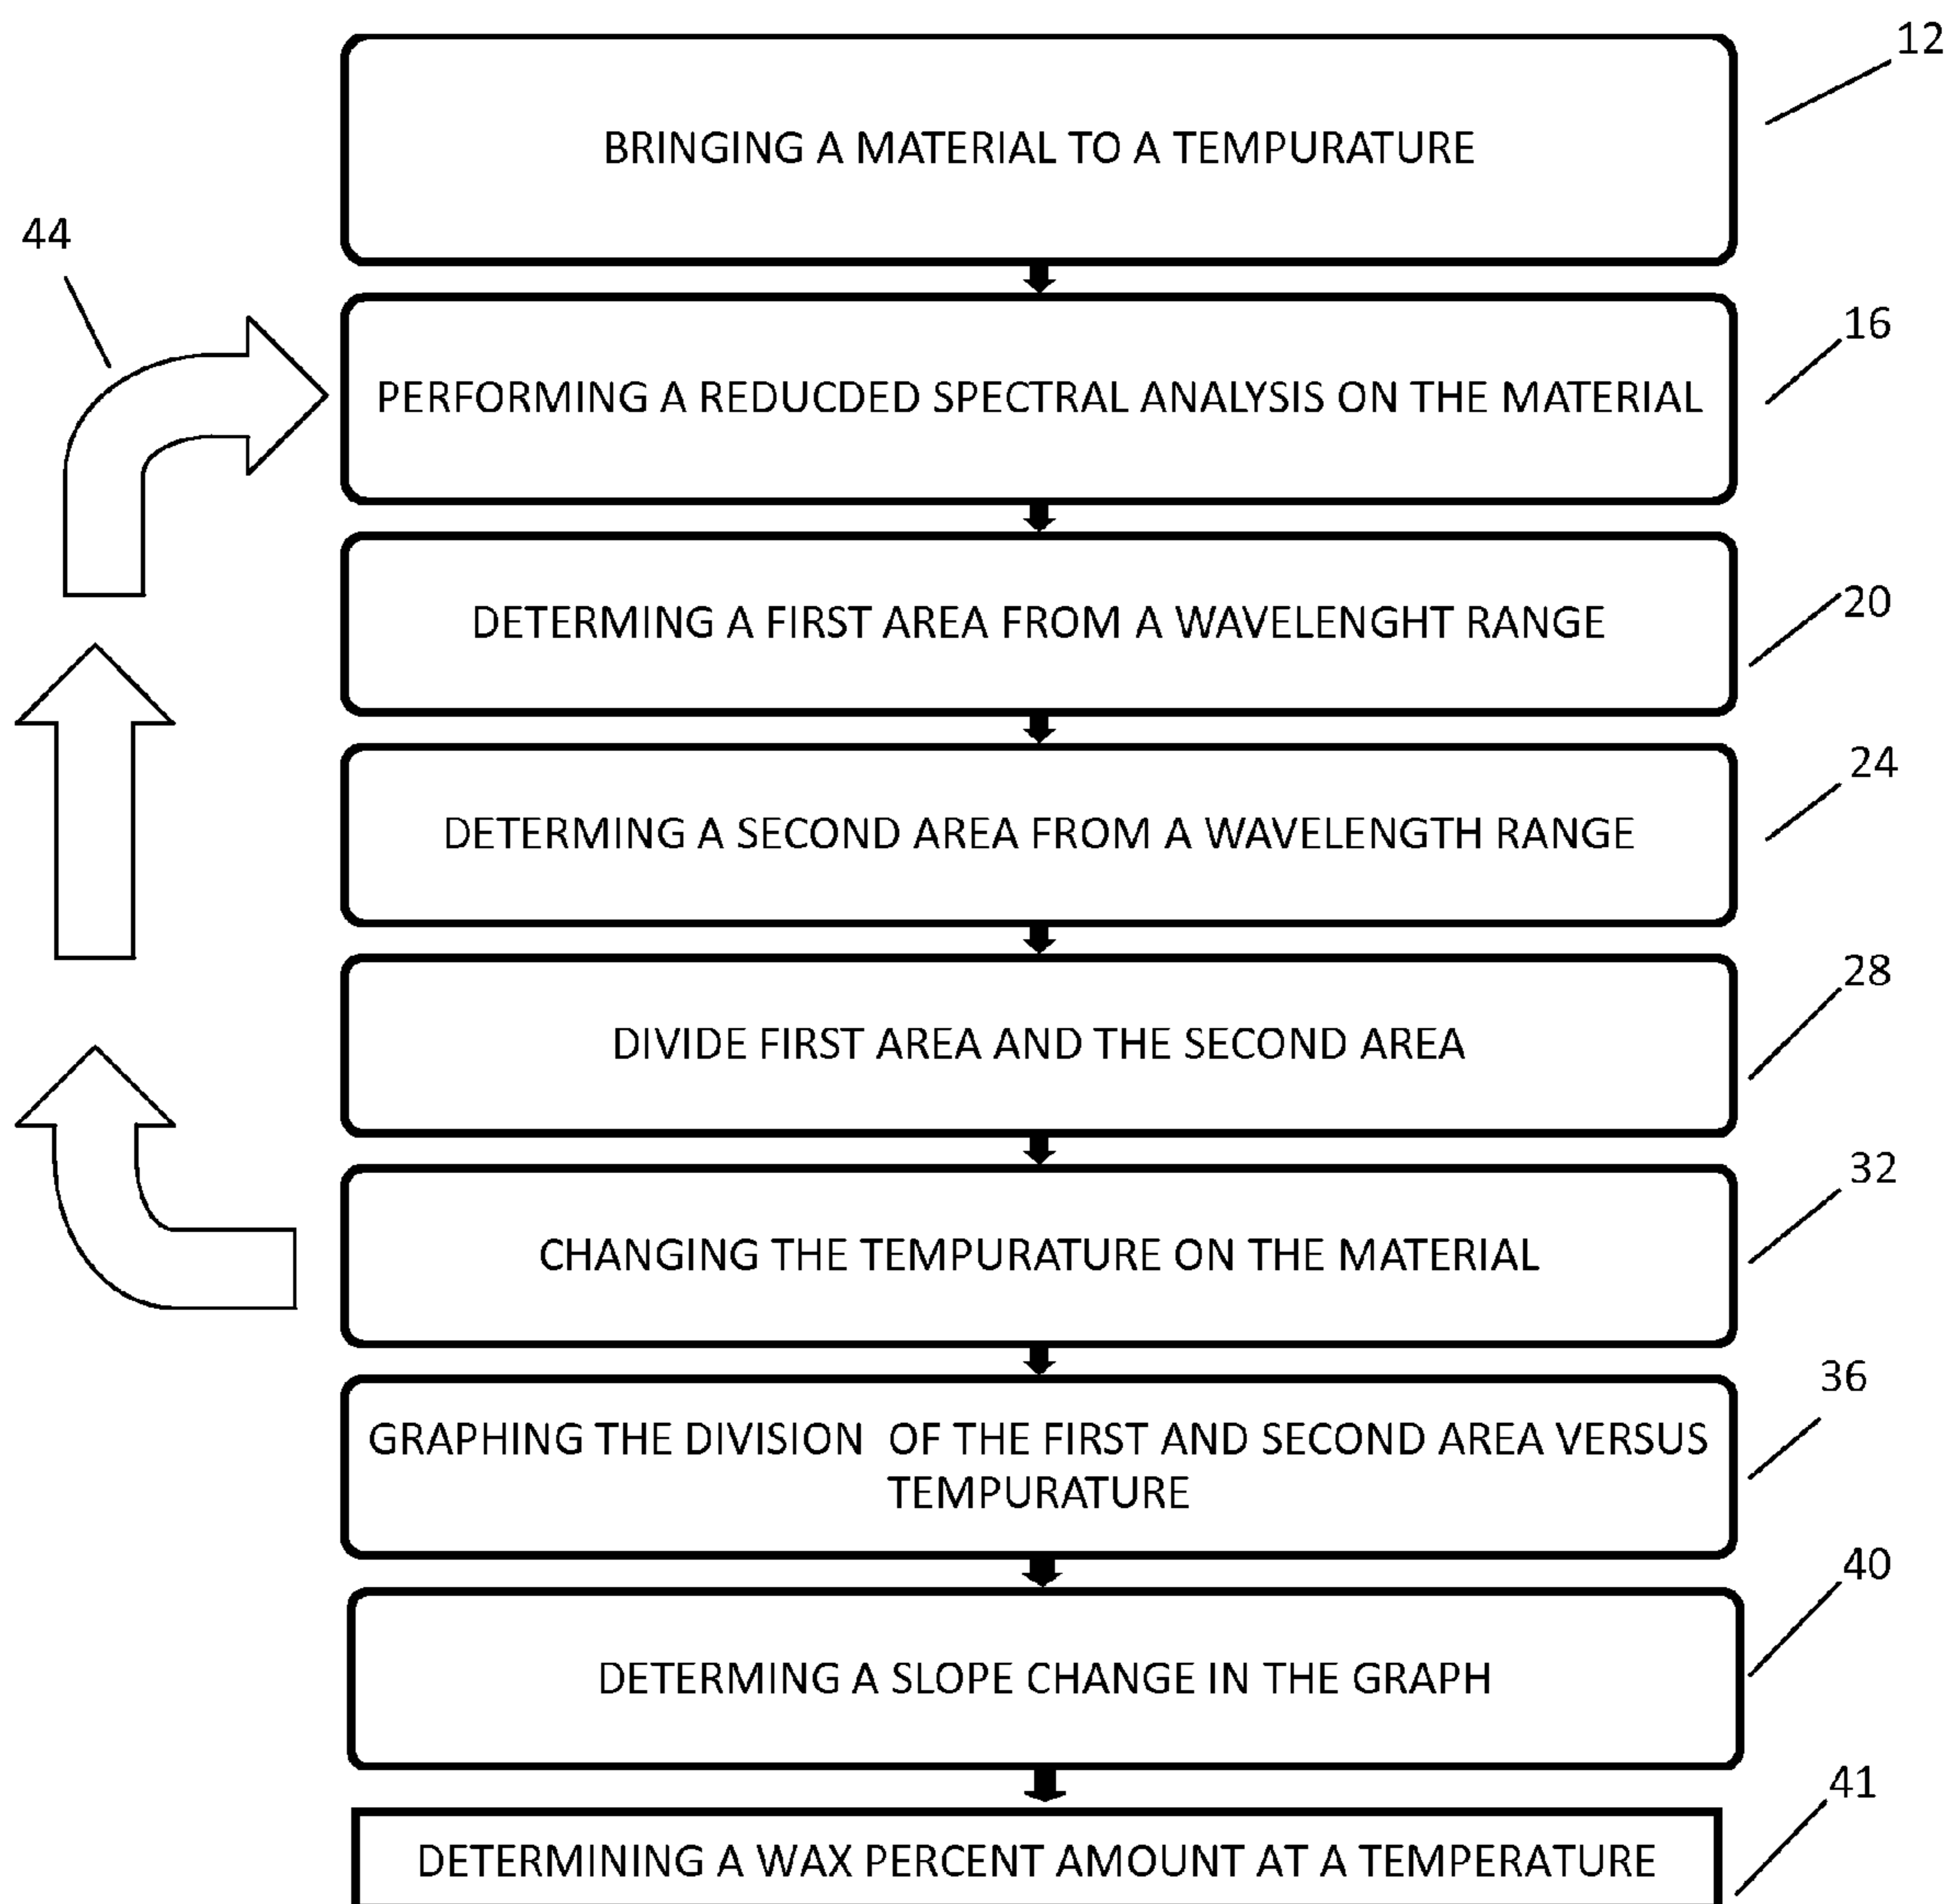 12
BRINGING A MATERIAL TO A TEMPURATURE
44
16
PERFORMING A REDUCDED SPECTRAL ANALYSIS ON THE MATERIAL
20
DETERMING A FIRST AREA FROM A WAVELENGHT RANGE
24
DETERMING A SECOND AREA FROM A WAVELENGTH RANGE
28
DIVIDE FIRST AREA AND THE SECOND AREA
32
CHANGING THE TEMPURATURE ON THE MATERIAL
36
GRAPHING THE DIVISION OF THE FIRST AND SECOND AREA VERSUS
TEMPURATURE
40
DETERMING A SLOPE CHANGE IN THE GRAPH
41
DETERMINING A WAX PERCENT AMOUNT AT A TEMPERATURE